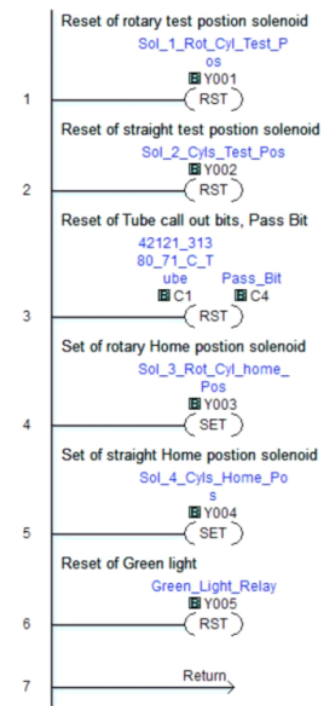 Reset of rotary test postion solenoid
Sol_1_Rot_Cyl_Test_P
os
Y001
1
RST
Reset of straight test postion solenoid
Sol_2_Cyls_Test_Pos
Y002
2
RST
Reset of Tube call out bits, Pass Bit
42121_313
80_71_C_T
ube Pass_Bit
C1 C4
3
RST
Set of rotary Home postion solenoid
Sol_3_Rot_Cyl_home_
Pos
Y003
4
SET
Set of straight Home postion solenoid
Sol_4_Cyls_Home_Po
s
Y004
5
SET
Reset of Green light
Green_Light_Relay
Y005
6
RST
Return
7